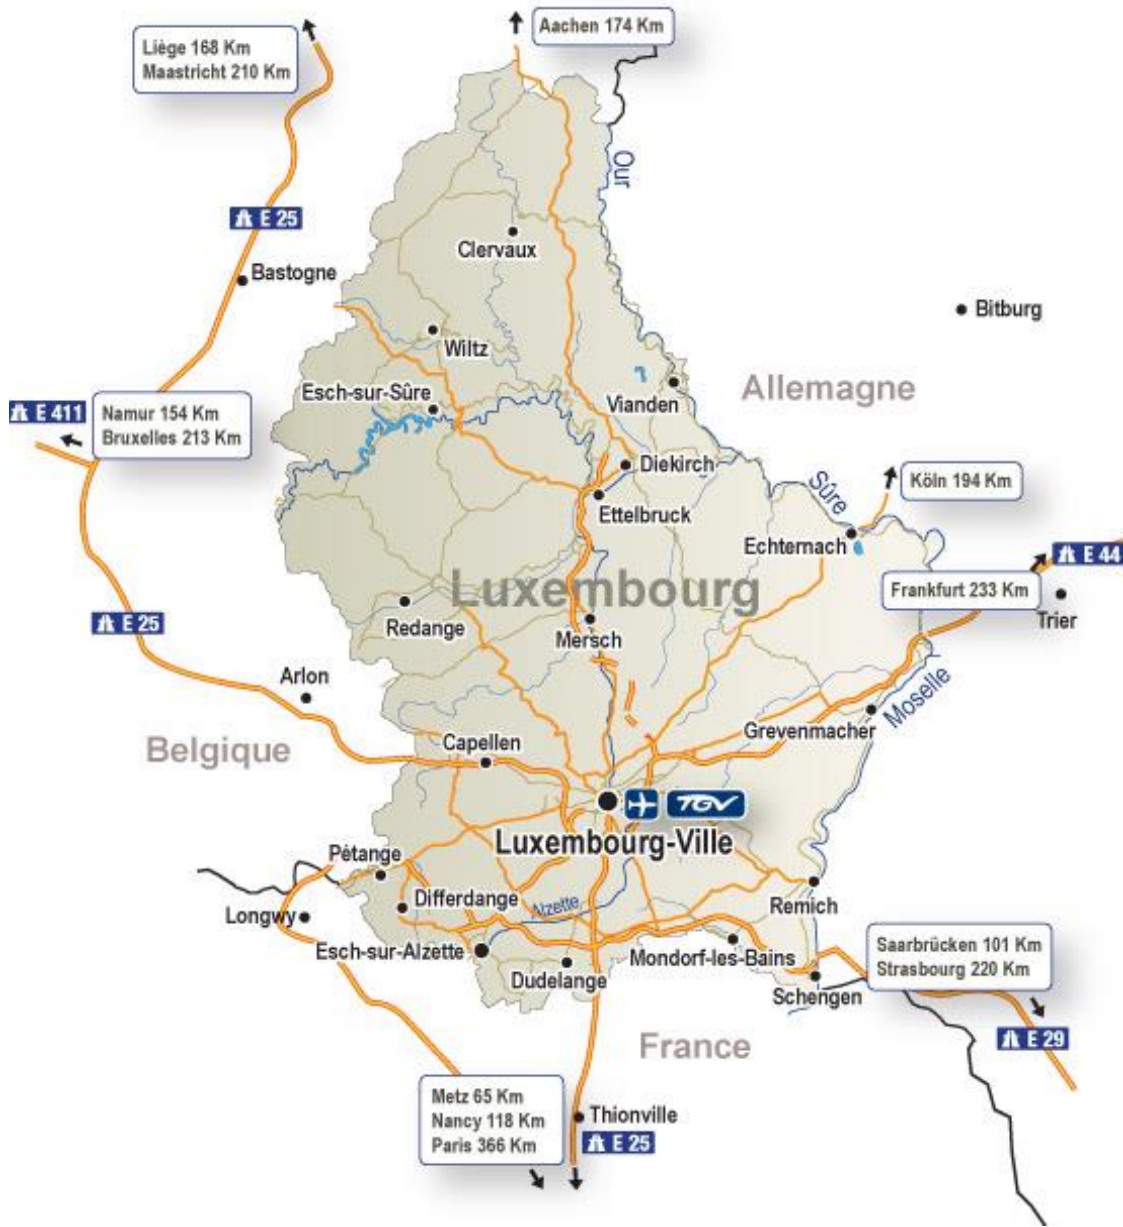 Aachen 174 Km
Liège 168 Km
Maastricht 210 Km
Our
E 25
Clervaux
Bastogne
Bitburg
Wiltz
Allemagne
Esch-sur-Sûre
Vianden
E 411
Namur 154 Km
Bruxelles 213 Km
Diekirch
Köln 194 Km
Sûre
Ettelbruck
Echternach
E 44
Frankfurt 233 Km
Luxembourg
Trier
E 25
Redange
Mersch
Arlon
Moselle
Grevenmacher
Belgique
Capellen
TGV
Luxembourg-Ville
Pétange
Differdange
Alzette
Remich
Longwy
Esch-sur-Alzette
Mondorf-les-Bains
Saarbrücken 101 Km
Strasbourg 220 Km
Dudelange
Schengen
France
E 29
Metz 65 Km
Nancy 118 Km
Paris 366 Km
Thionville
E 25